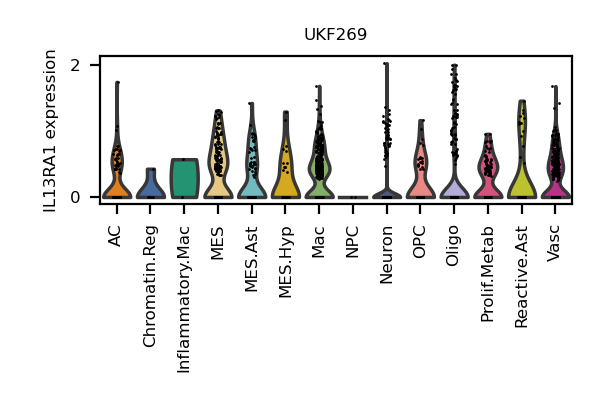 UKF269
IL13RA1 expression
2
0
AC
Chromatin.Reg
Inflammatory.Mac
MES
MES.Ast
MES.Hyp
Mac
NPC
Neuron
OPC
Oligo
Prolif.Metab
Reactive.Ast
Vasc